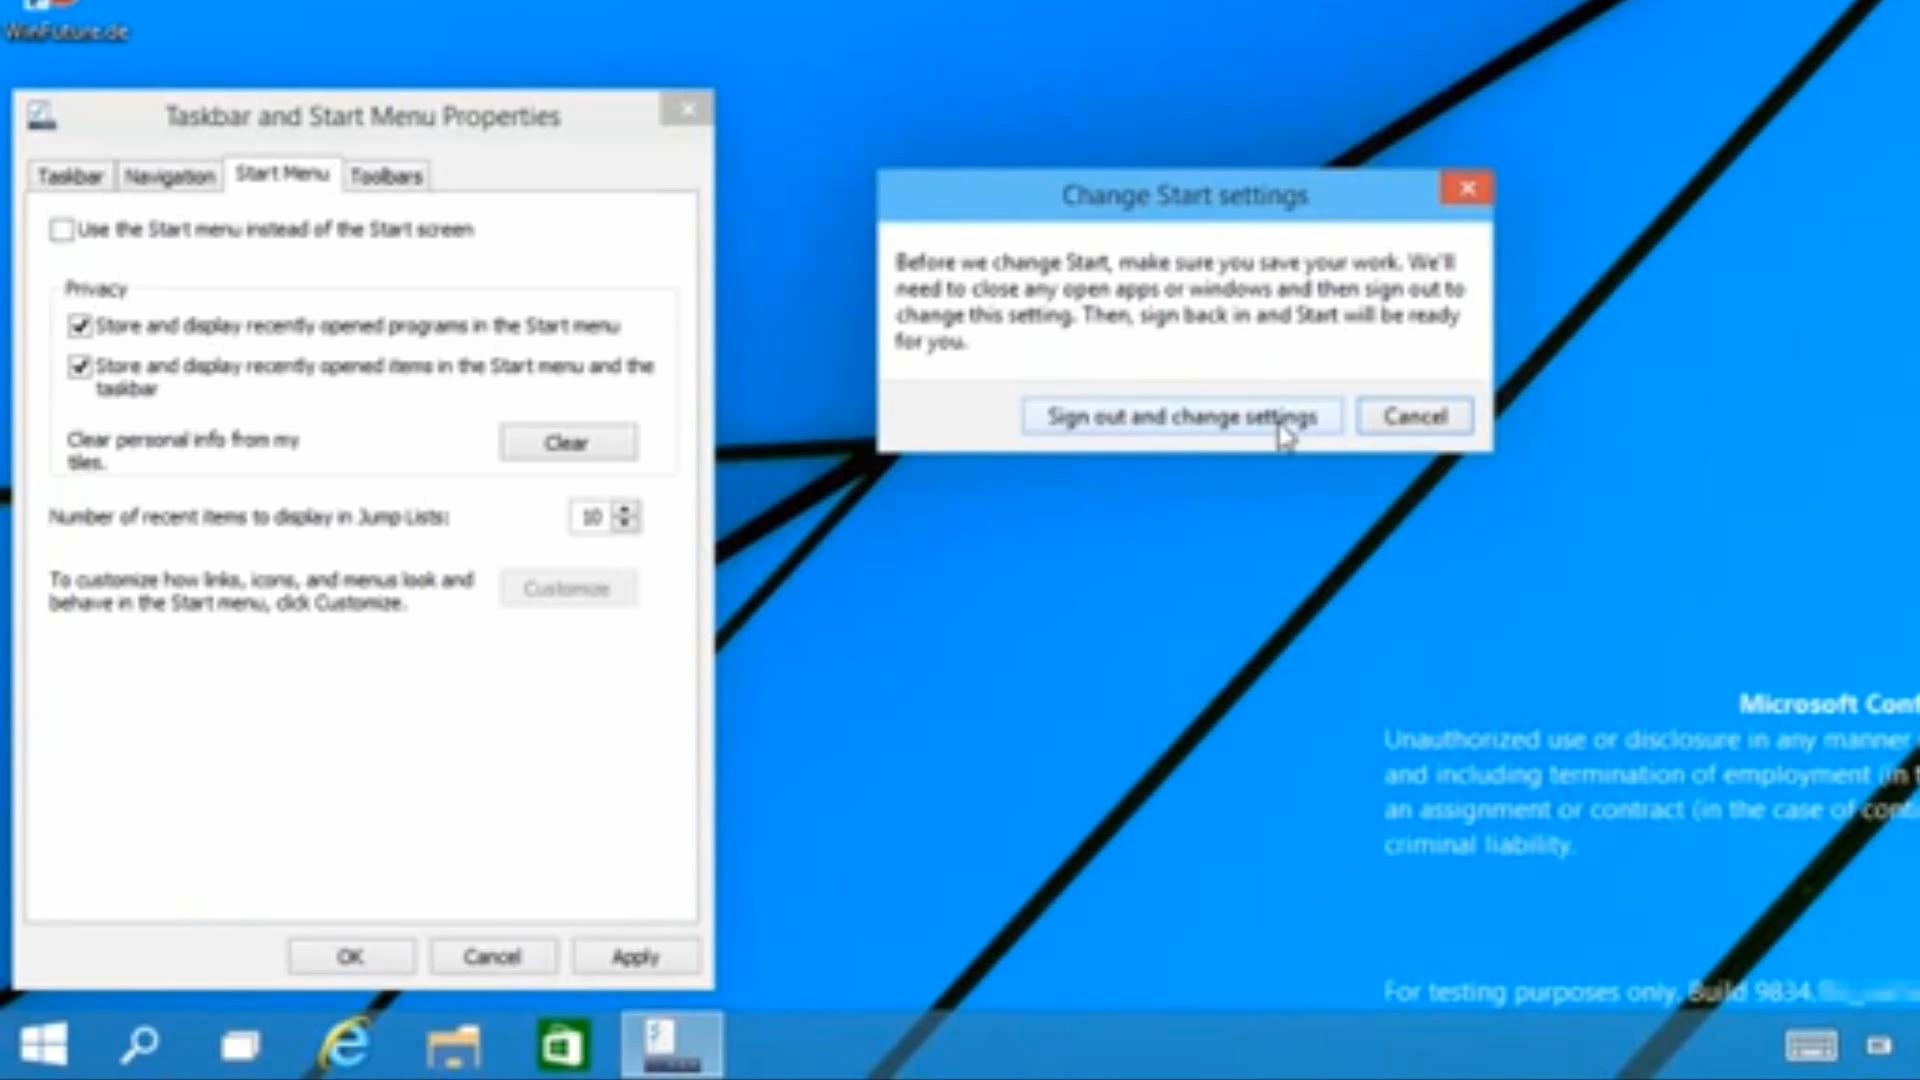 WinFuture.de
Taskbar and Start Menu Properties
Taskbar Navigation Start Menu Toolbars
Use the Start menu instead of the Start screen
Privacy
Store and display recently opened programs in the Start menu
Store and display recently opened items in the Start menu and the
taskbar
Clear personal info from my
tiles.
Clear
Number of recent items to display in Jump Lists:
10
To customize how links, icons, and menus look and
behave in the Start menu, click Customize.
Customize
OK Cancel Apply
Change Start settings
Before we change Start, make sure you save your work. We'll
need to close any open apps or windows and then sign out to
change this setting. Then, sign back in and Start will be ready
for you.
Sign out and change settings Cancel
Microsoft Conf
Unauthorized use or disclosure in any manner
and including termination of employment (in t
an assignment or contract (in the case of conti
criminal liability.
For testing purposes only. Build 9834.